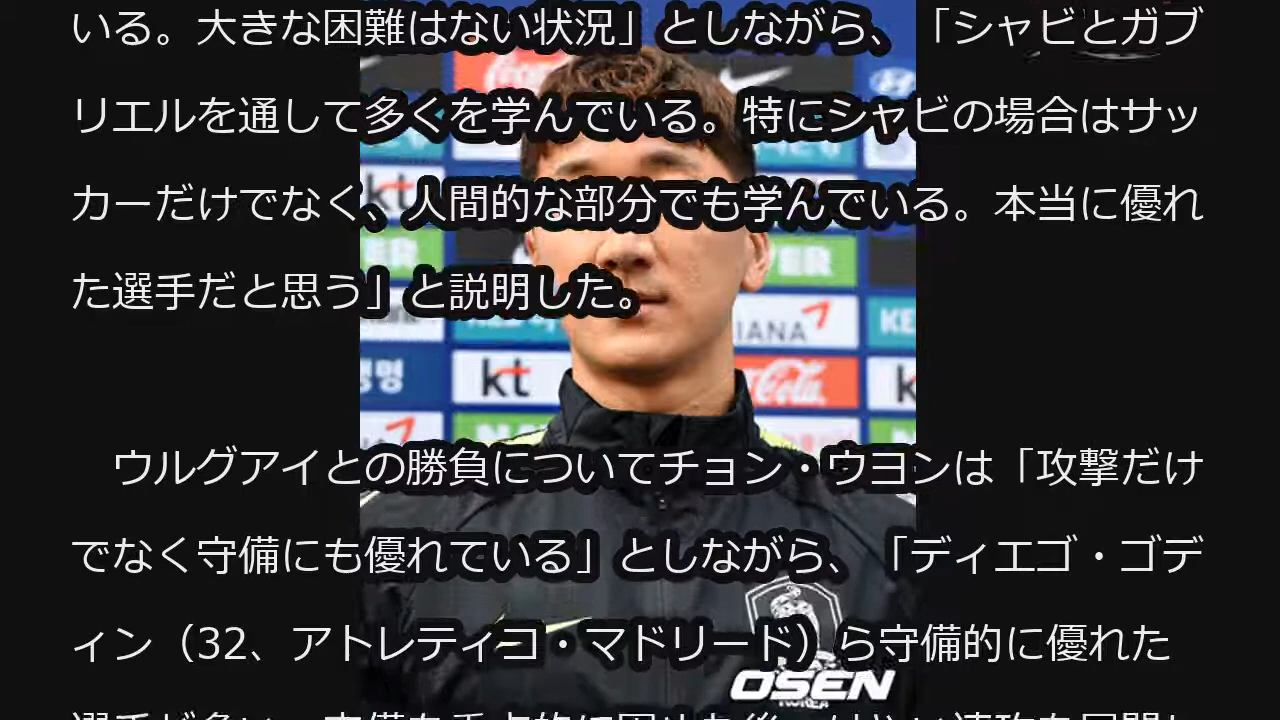 いる。大きな困難はない状況」としながら、「シャビとガブ
リエルを通して多くを学んでいる。特にシャビの場合はサッ
カーだけでなく、人間的な部分でも学んでいる。本当に優れ
た選手だと思う」と説明した。
ウルグアイとの勝負についてチョン・ウヨンは「攻撃だけ
でなく守備にも優れている」としながら、「ディエゴ・ゴデ
ィン（32、アトレティコ・マドリード）ら守備的に優れた
kt
Coca-Cola
KOREA
OSEN